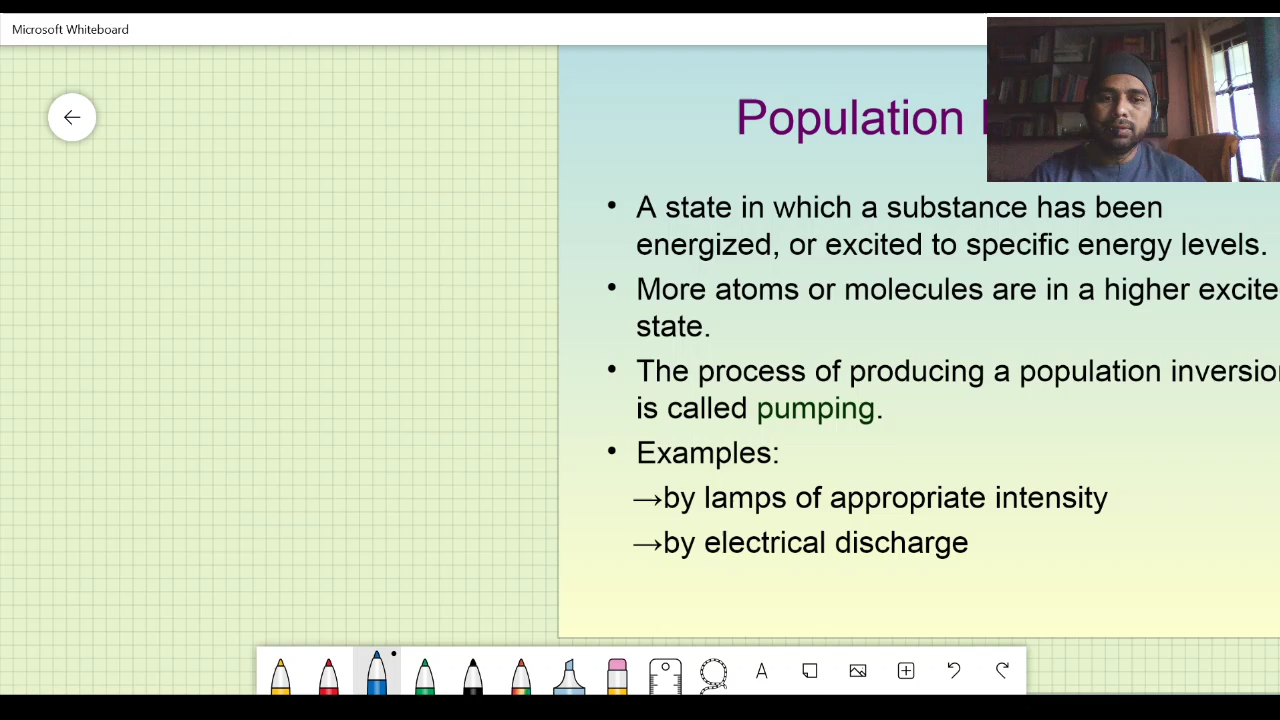 Microsoft Whiteboard
Population
• A state in which a substance has been
energized, or excited to specific energy levels.
• More atoms or molecules are in a higher excite
state.
• The process of producing a population inversio
is called pumping.
• Examples:
→by lamps of appropriate intensity
→by electrical discharge
A